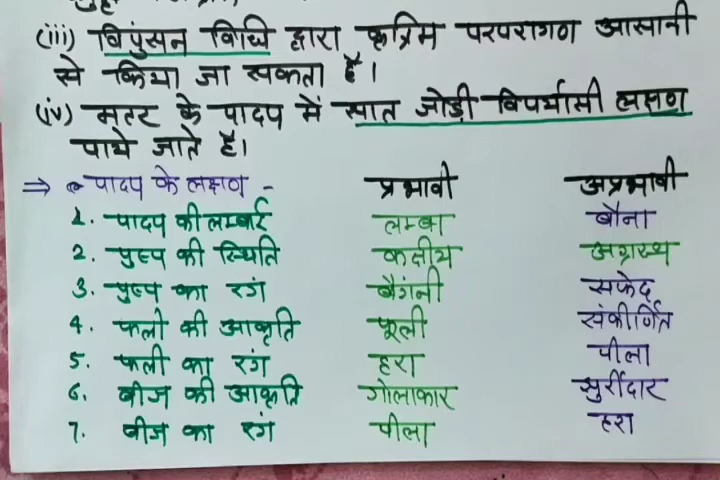 (iii) विपुंसन विधि द्वारा कृत्रिम परपरागण आसानी
से किया जा सकता है।
(iv) मटर के पादप में सात जोड़ी विपर्यासी लक्षण
पाये जाते हैं।
⇒ पादप के लक्षण - प्रभावी अप्रभावी
1. पादप की लम्बाई लम्बा बौना
2. पुष्प की स्थिति कक्षीय अग्रस्थ
3. पुष्प का रंग बैगंनी सफेद
4. फली की आकृति फूली संकीर्णित
5. फली का रंग हरा पीला
6. बीज की आकृति गोलाकार झुर्रीदार
7. बीज का रंग पीला हरा